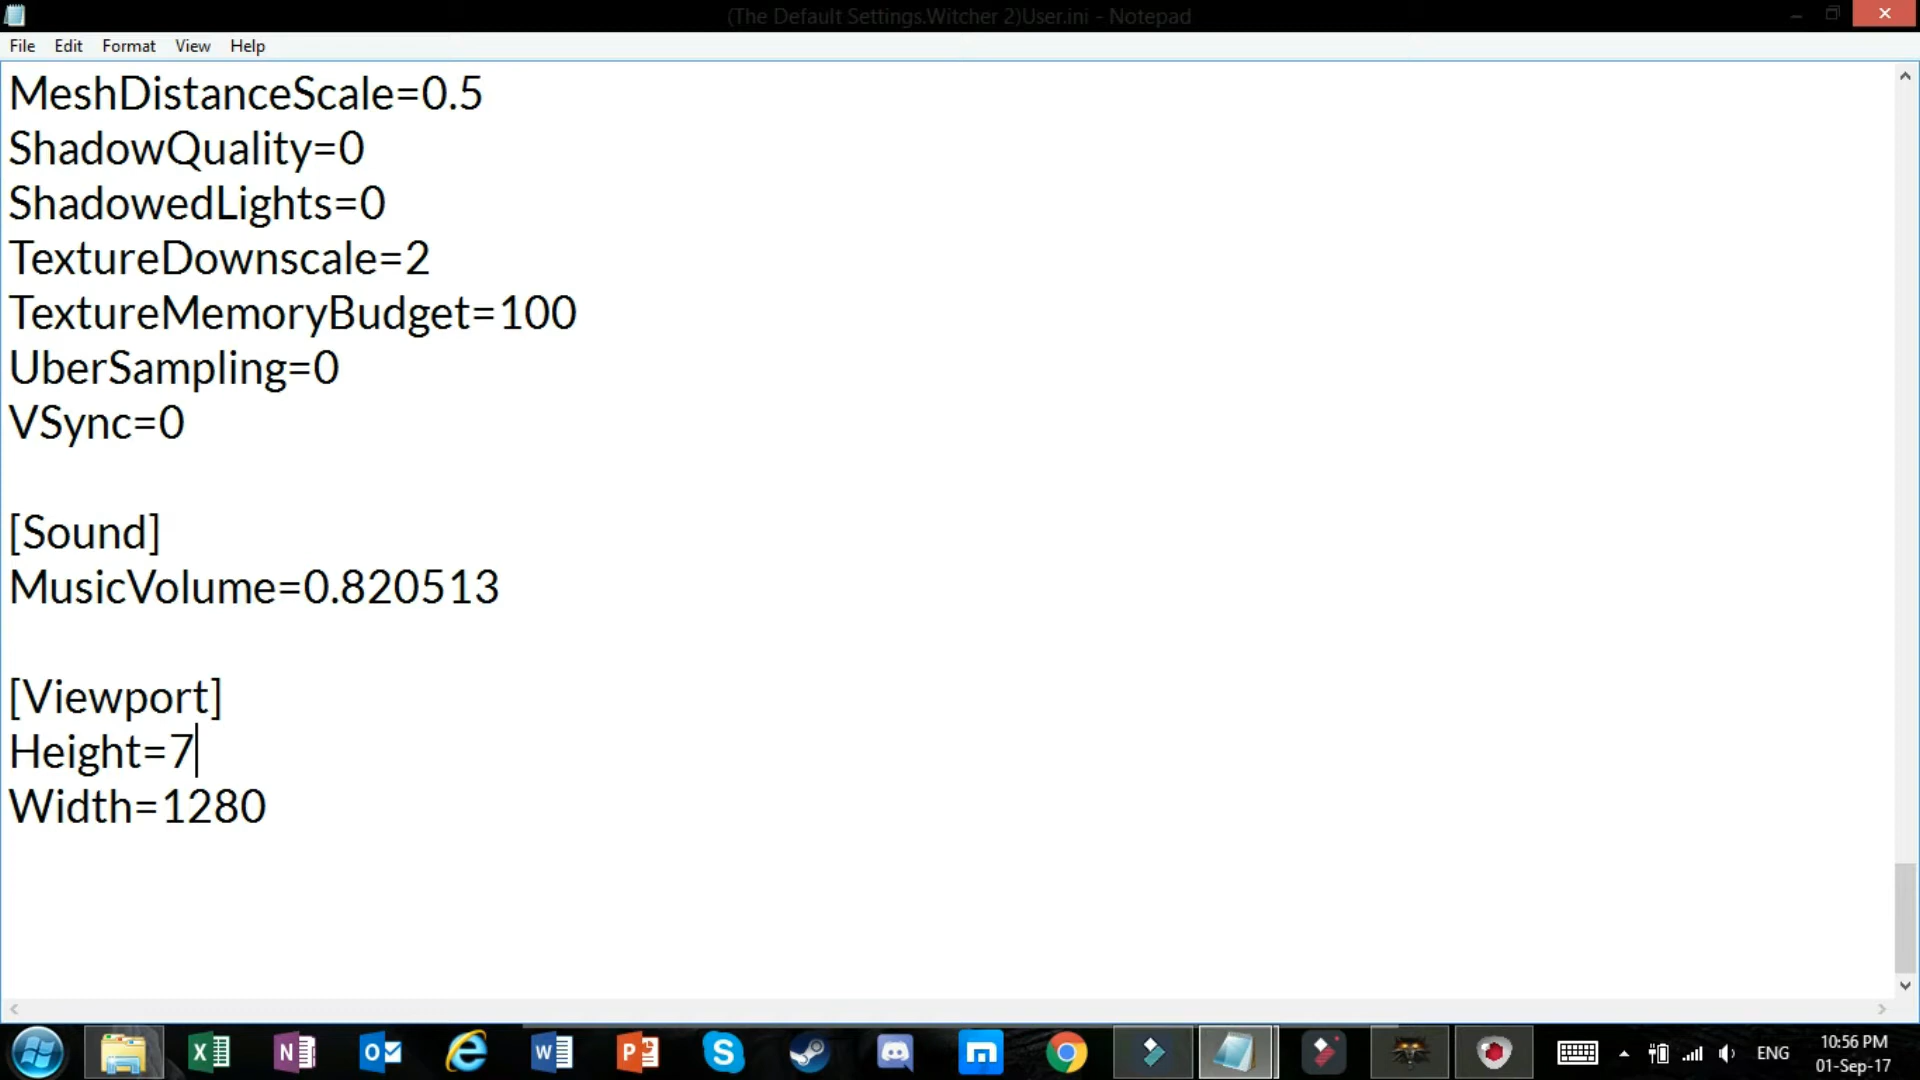 (The Default Settings.Witcher 2)User.ini - Notepad
File Edit Format View Help
MeshDistanceScale=0.5
ShadowQuality=0
ShadowedLights=0
TextureDownscale=2
TextureMemoryBudget=100
UberSampling=0
VSync=0
[Sound]
MusicVolume=0.820513
[Viewport]
Height=7
Width=1280
ENG
10:56 PM
01-Sep-17